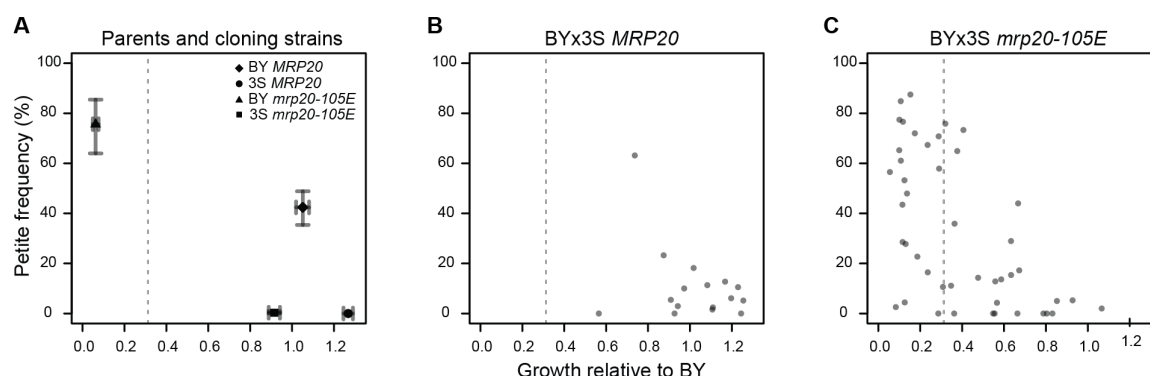 A
Parents and cloning strains
BY MRP20
3S MRP20
BY mrp20-105E
3S mrp20-105E
Petite frequency (%)
100
80
60
40
20
0
0.0 0.2 0.4 0.6 0.8 1.0 1.2
B
BYx3S MRP20
100
80
60
40
20
0
0.0 0.2 0.4 0.6 0.8 1.0 1.2
Growth relative to BY
C
BYx3S mrp20-105E
100
80
60
40
20
0
0.0 0.2 0.4 0.6 0.8 1.0 1.2